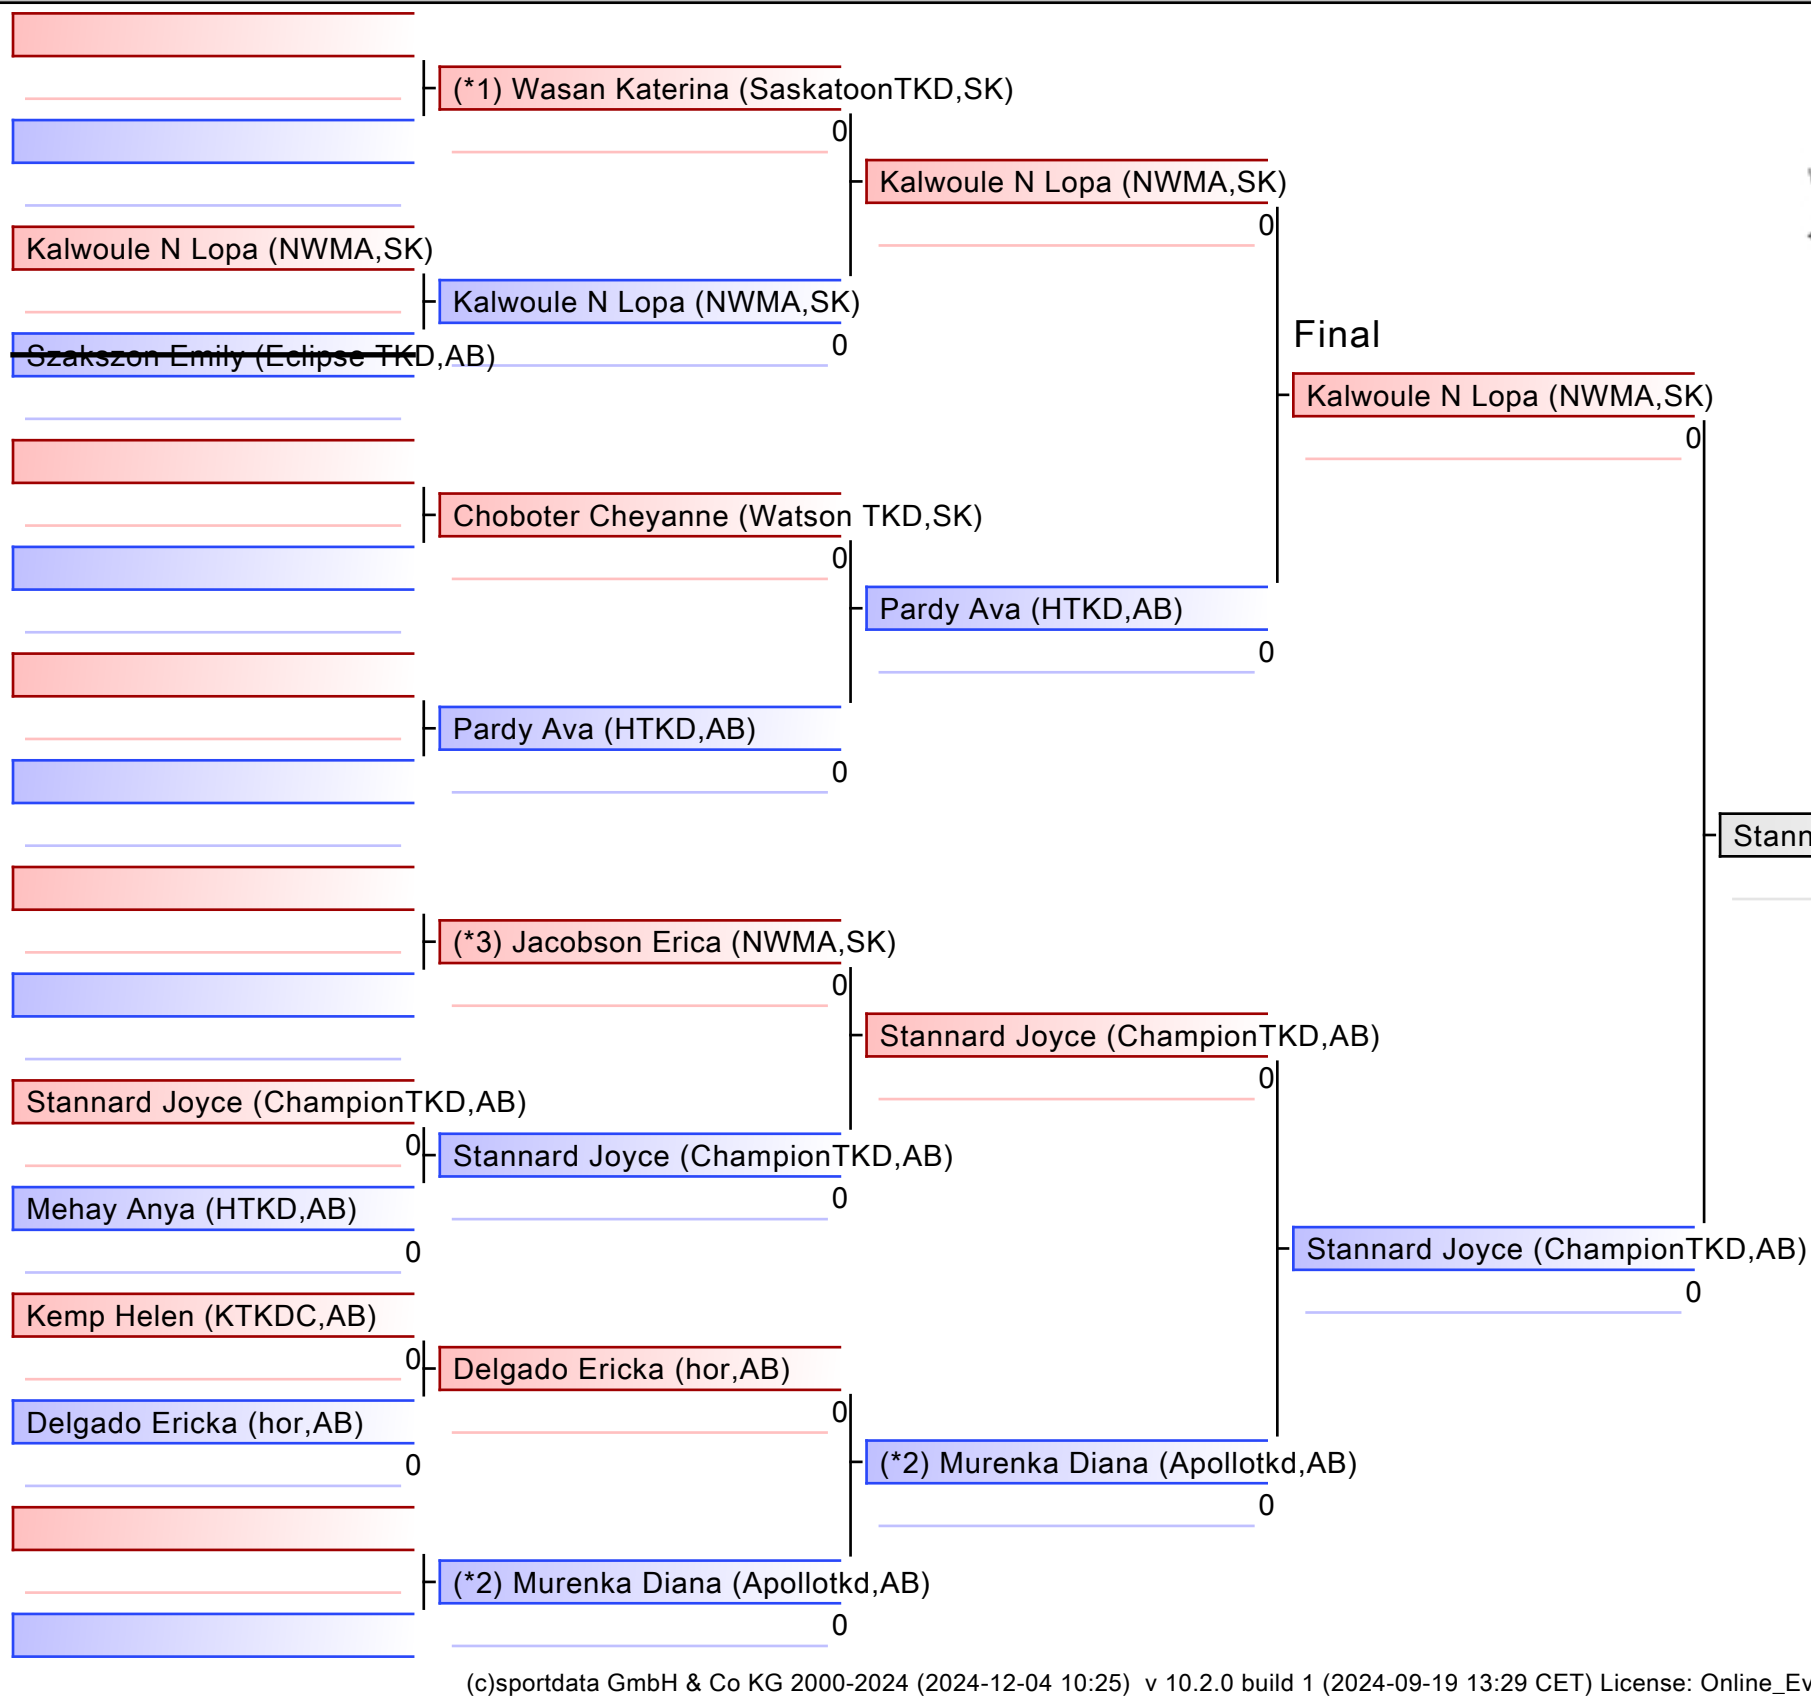 (*1) Wasan Katerina (SaskatoonTKD,SK)
0
Kalwoule N Lopa (NWMA,SK)
0
Kalwoule N Lopa (NWMA,SK)
Kalwoule N Lopa (NWMA,SK)
0
Szakszon Emily (Eclipse TKD,AB)
Final
Kalwoule N Lopa (NWMA,SK)
0
Choboter Cheyanne (Watson TKD,SK)
0
Pardy Ava (HTKD,AB)
0
Pardy Ava (HTKD,AB)
0
Stann
(*3) Jacobson Erica (NWMA,SK)
0
Stannard Joyce (ChampionTKD,AB)
0
Stannard Joyce (ChampionTKD,AB)
0
Stannard Joyce (ChampionTKD,AB)
0
Mehay Anya (HTKD,AB)
0
Stannard Joyce (ChampionTKD,AB)
0
Kemp Helen (KTKDC,AB)
0
Delgado Ericka (hor,AB)
0
Delgado Ericka (hor,AB)
0
(*2) Murenka Diana (Apollotkd,AB)
0
(*2) Murenka Diana (Apollotkd,AB)
0
(c)sportdata GmbH & Co KG 2000-2024 (2024-12-04 10:25) v 10.2.0 build 1 (2024-09-19 13:29 CET) License: Online_Ev